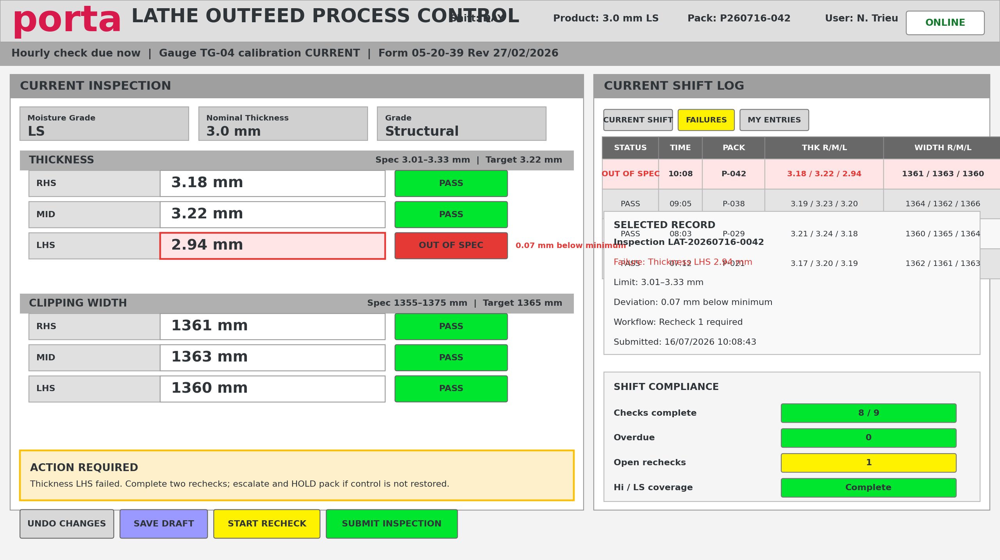 porta
LATHE OUTFEED PROCESS CONTROL
Shift: DAY
Product: 3.0 mm LS
Pack: P260716-042
User: N. Trieu
ONLINE
Hourly check due now | Gauge TG-04 calibration CURRENT | Form 05-20-39 Rev 27/02/2026
CURRENT INSPECTION
Moisture Grade
LS
Nominal Thickness
3.0 mm
Grade
Structural
THICKNESS
Spec 3.01–3.33 mm | Target 3.22 mm
RHS
3.18 mm
PASS
MID
3.22 mm
PASS
LHS
2.94 mm
OUT OF SPEC
0.07 mm below minimum
CLIPPING WIDTH
Spec 1355–1375 mm | Target 1365 mm
RHS
1361 mm
PASS
MID
1363 mm
PASS
LHS
1360 mm
PASS
ACTION REQUIRED
Thickness LHS failed. Complete two rechecks; escalate and HOLD pack if control is not restored.
UNDO CHANGES
SAVE DRAFT
START RECHECK
SUBMIT INSPECTION
CURRENT SHIFT LOG
CURRENT SHIFT
FAILURES
MY ENTRIES
STATUS TIME PACK THK R/M/L WIDTH R/M/L
OUT OF SPEC 10:08 P-042 3.18 / 3.22 / 2.94 1361 / 1363 / 1360
PASS 09:05 P-038 3.19 / 3.23 / 3.20 1364 / 1362 / 1366
PASS 08:03 P-029 3.21 / 3.24 / 3.18 1360 / 1365 / 1364
PASS 07:12 P-021 3.17 / 3.20 / 3.19 1362 / 1361 / 1363
SELECTED RECORD
Inspection LAT-20260716-0042
Failure: Thickness LHS 2.94 mm
Limit: 3.01–3.33 mm
Deviation: 0.07 mm below minimum
Workflow: Recheck 1 required
Submitted: 16/07/2026 10:08:43
SHIFT COMPLIANCE
Checks complete
8 / 9
Overdue
0
Open rechecks
1
Hi / LS coverage
Complete